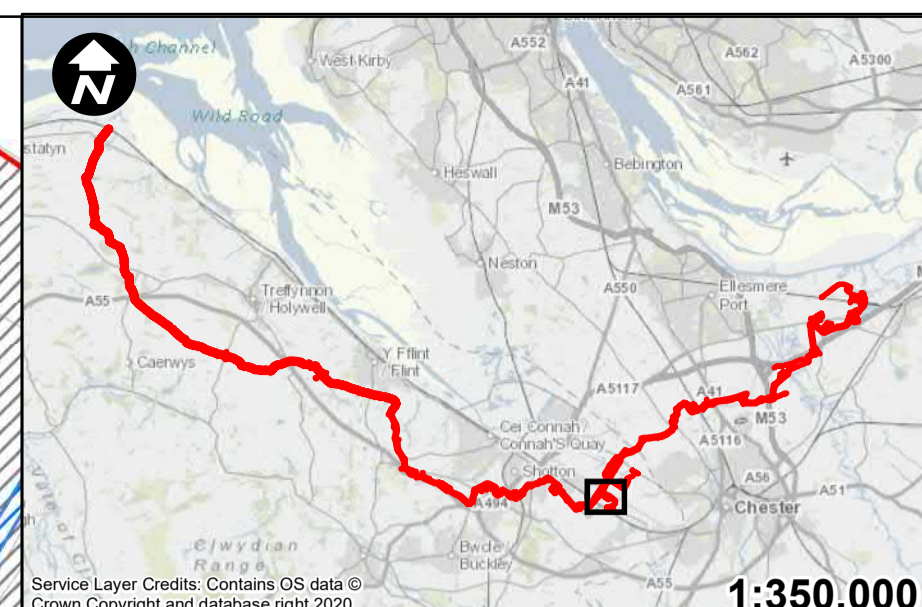 N
Channel
A552
A562
A5300
West Kirby
A41
A561
Wild Road
statyn
Heswall
Bebington
M53
Neston
Treffynnon
/ Holywell
A550
Ellesmere
Port
A55
Caerwys
Y Fflint
/ Flint
A5117
A41
M53
Cei Connah /
Connah'S Quay
A5116
Shotton
A56
A51
A494
Chester
Clwydian
Range
Bwcle /
Buckley
A55
Vale of
Service Layer Credits: Contains OS data ©
Crown Copyright and database right 2020
1:350,000